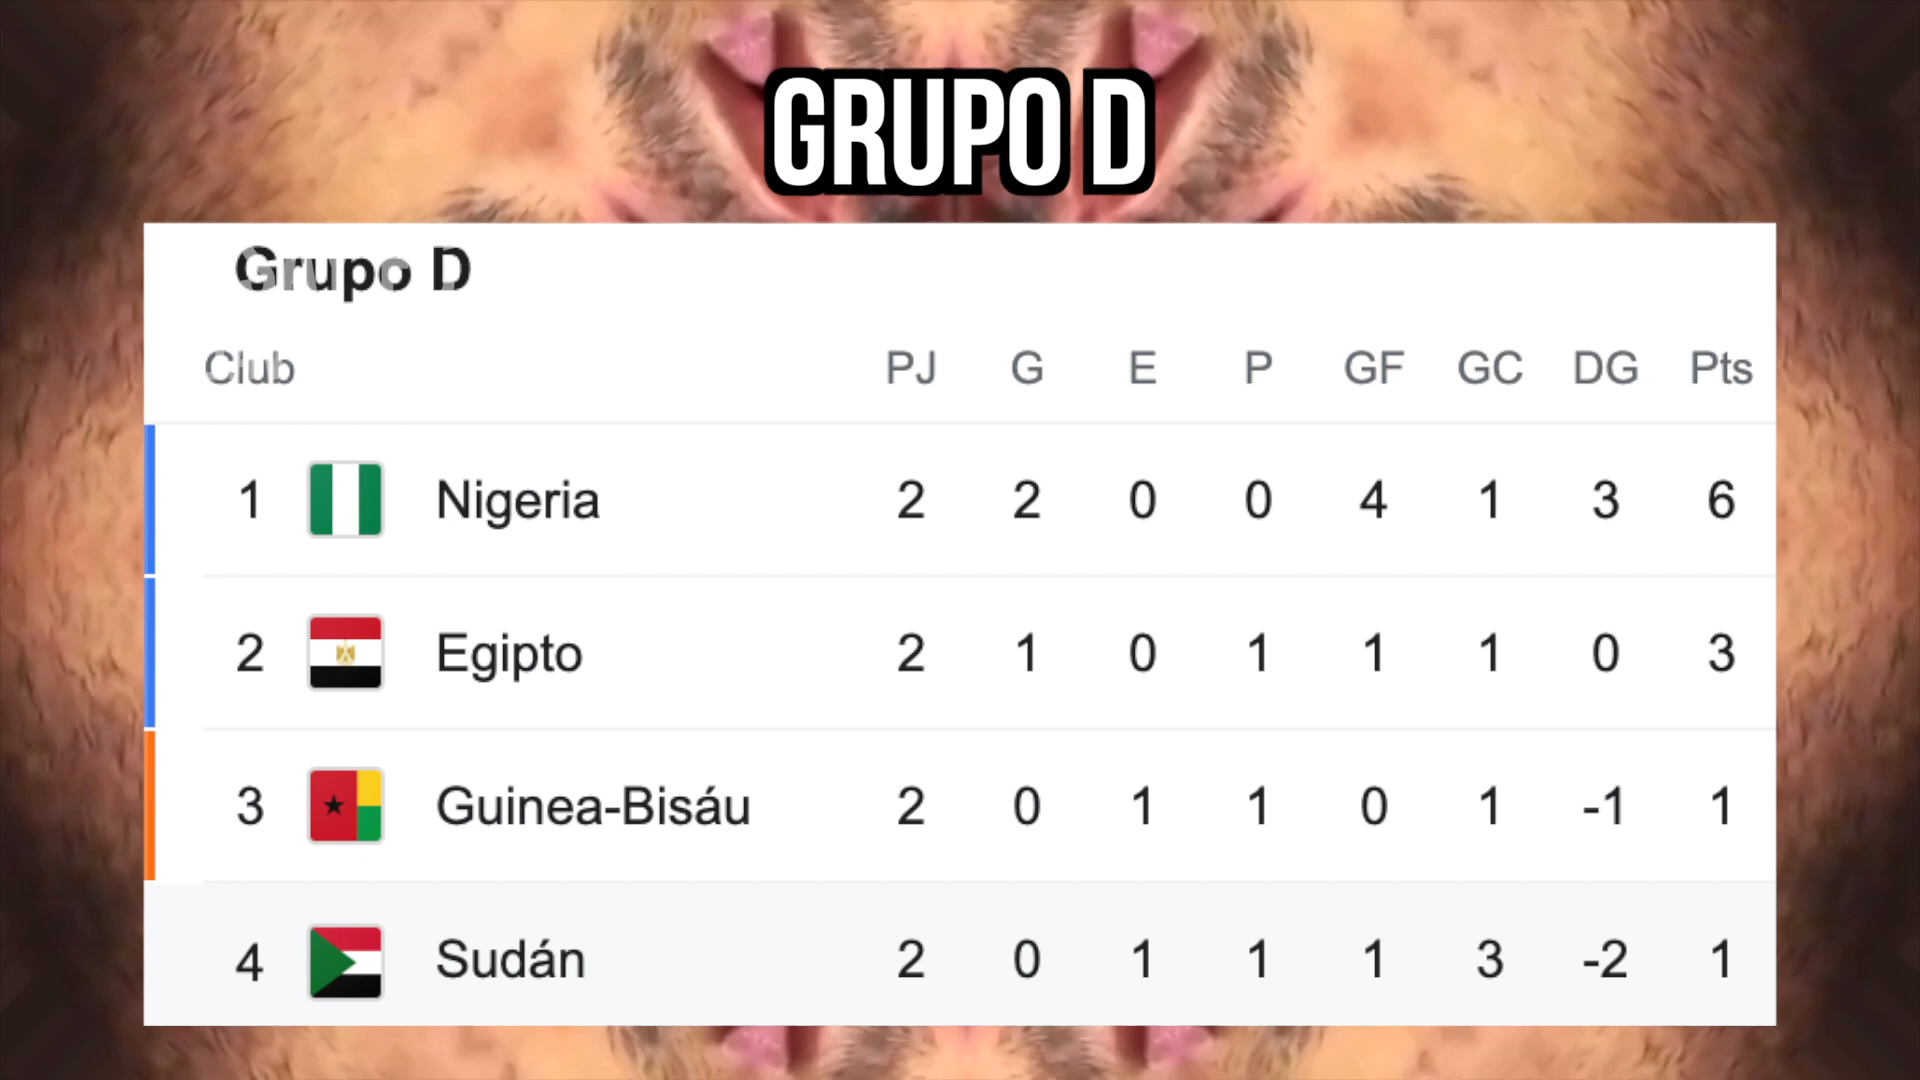 GRUPO D
Grupo D
Club PJ G E P GF GC DG Pts
1 Nigeria 2 2 0 0 4 1 3 6
2 Egipto 2 1 0 1 1 1 0 3
3 Guinea-Bisáu 2 0 1 1 0 1 -1 1
4 Sudán 2 0 1 1 1 3 -2 1